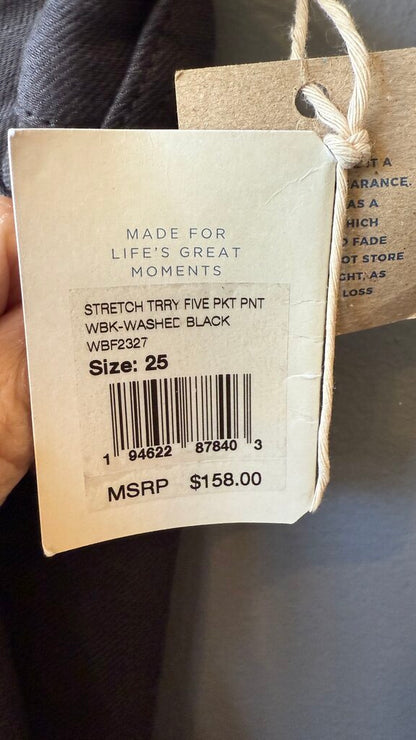 MADE FOR
LIFE'S GREAT
MOMENTS
STRETCH TRRY FIVE PKT PNT
WBK-WASHED BLACK
WBF2327
Size: 25
1 94622 87840 3
MSRP $158.00
A
ARANCE,
AS A
HICH
FADE
OT STORE
GHT, AS
LOSS